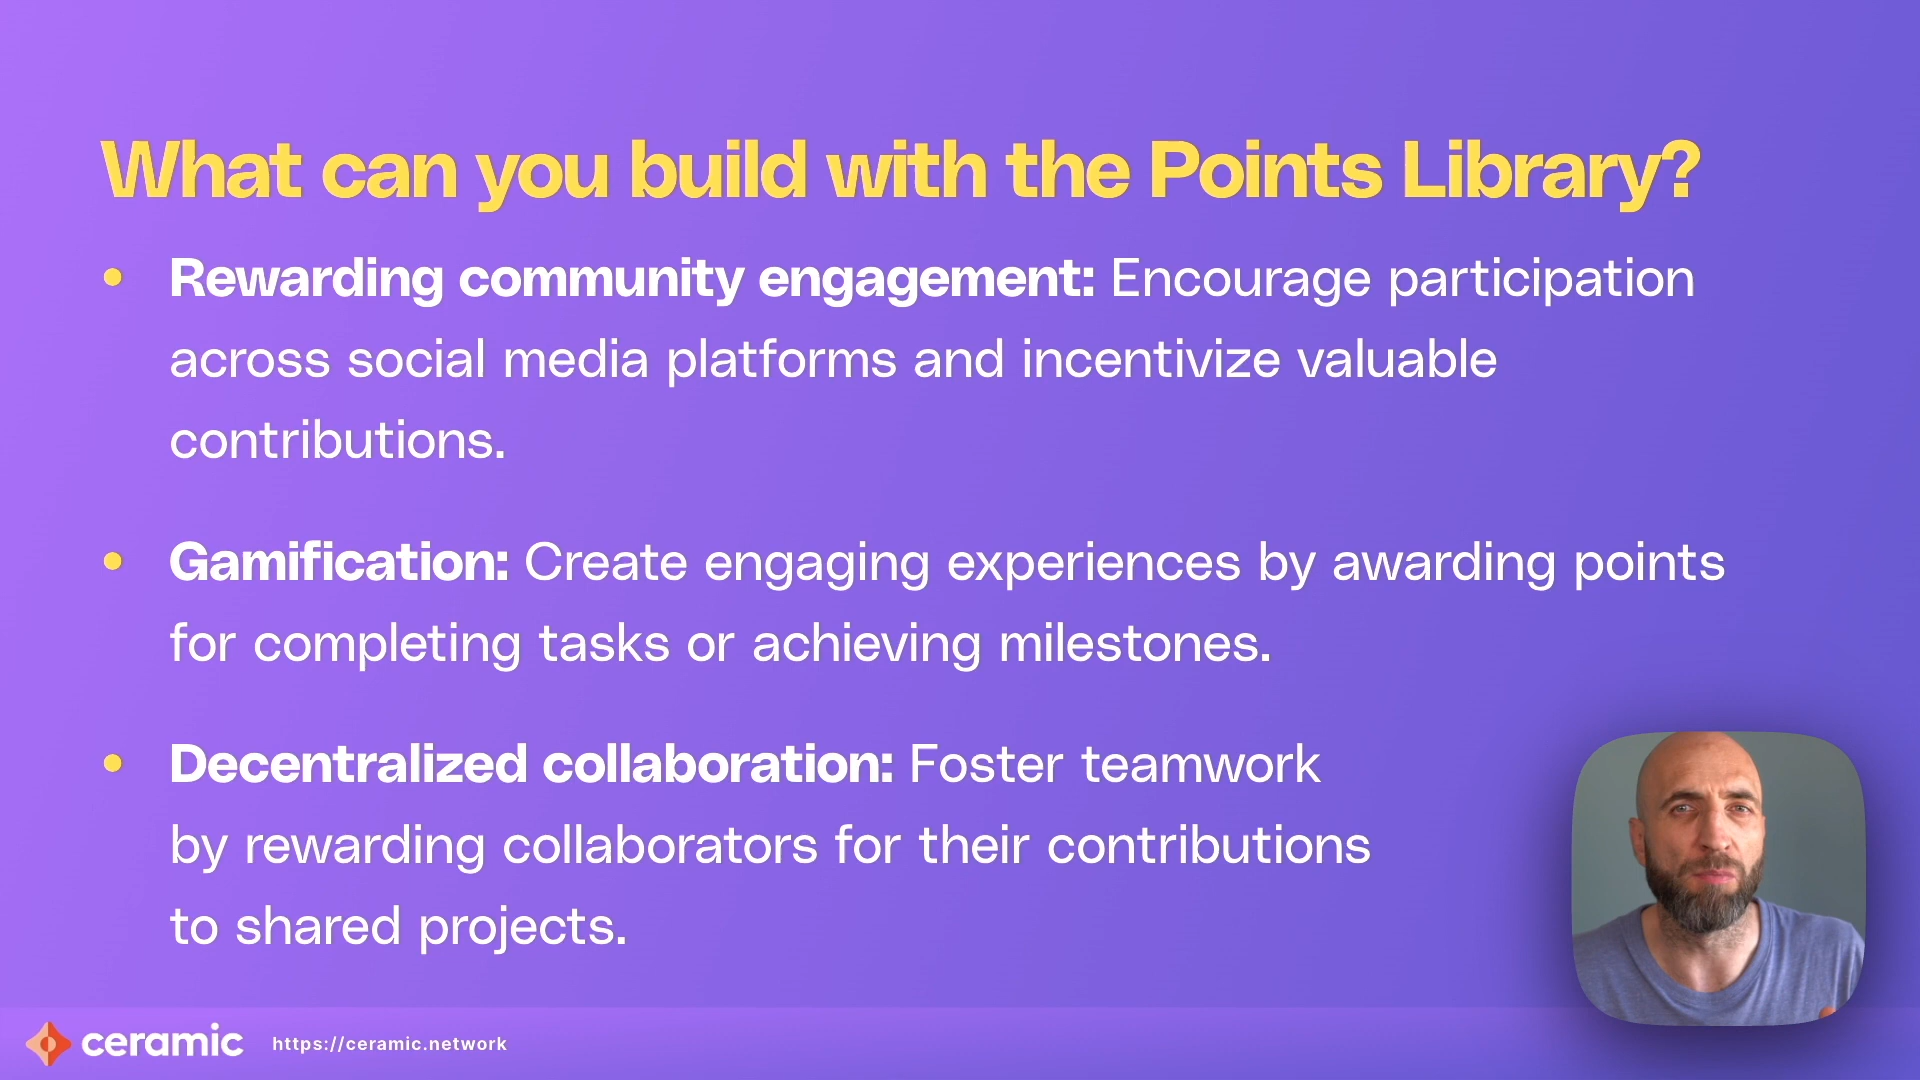 What can you build with the Points Library?
• Rewarding community engagement: Encourage participation
across social media platforms and incentivize valuable
contributions.
• Gamification: Create engaging experiences by awarding points
for completing tasks or achieving milestones.
• Decentralized collaboration: Foster teamwork
by rewarding collaborators for their contributions
to shared projects.
ceramic https://ceramic.network